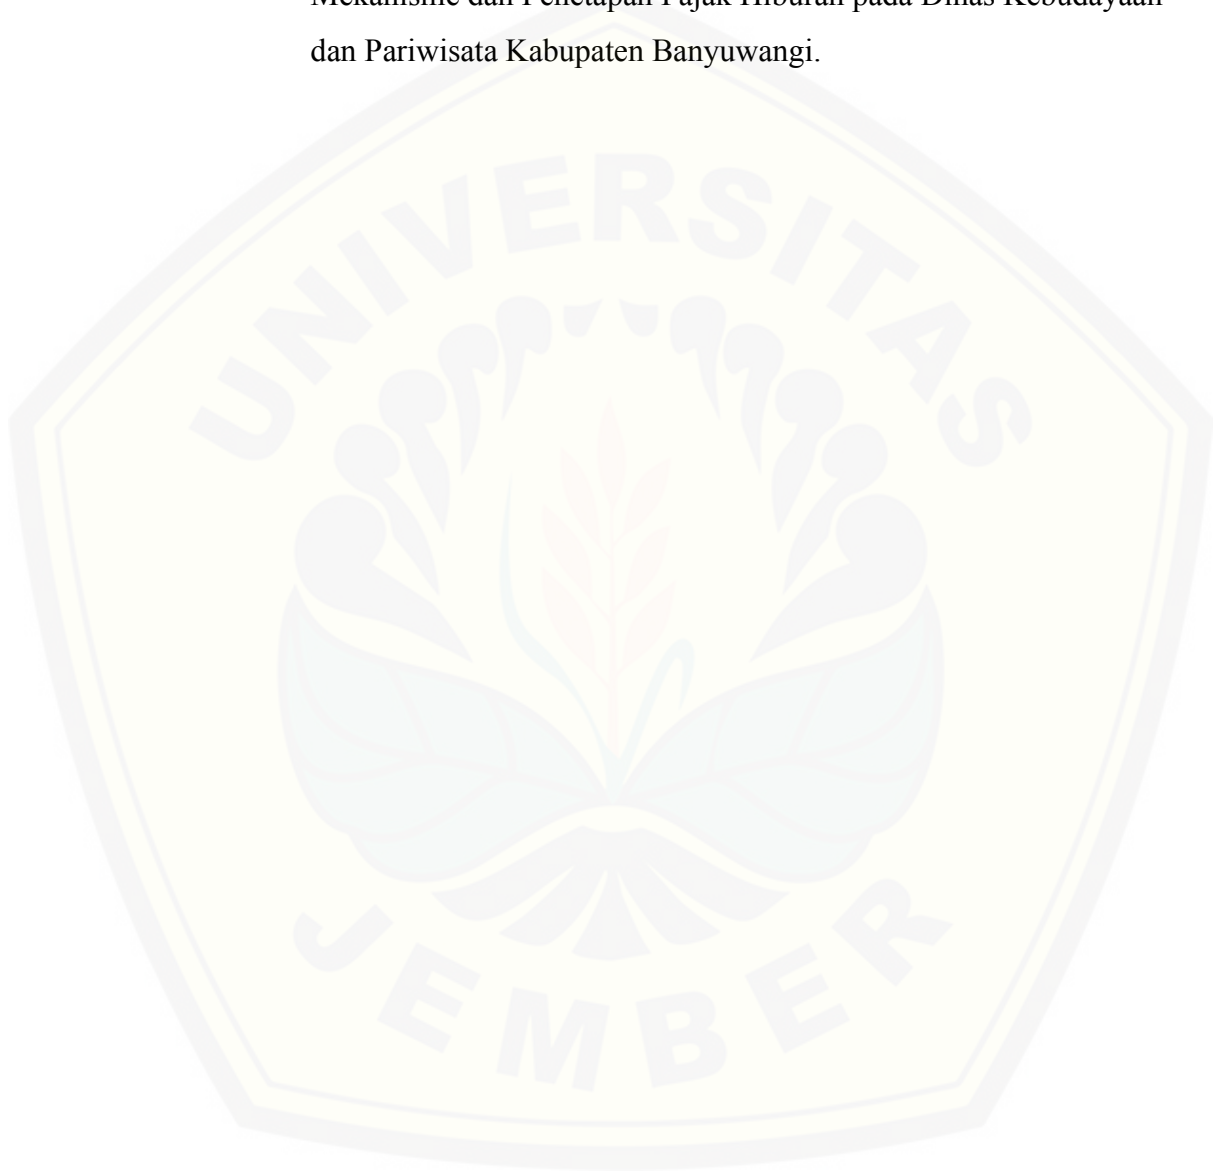 Mekanisme dan Penetapan Pajak Hiburan pada Dinas Kebudayaan
dan Pariwisata Kabupaten Banyuwangi.
UNIVERSITAS
JEMBER